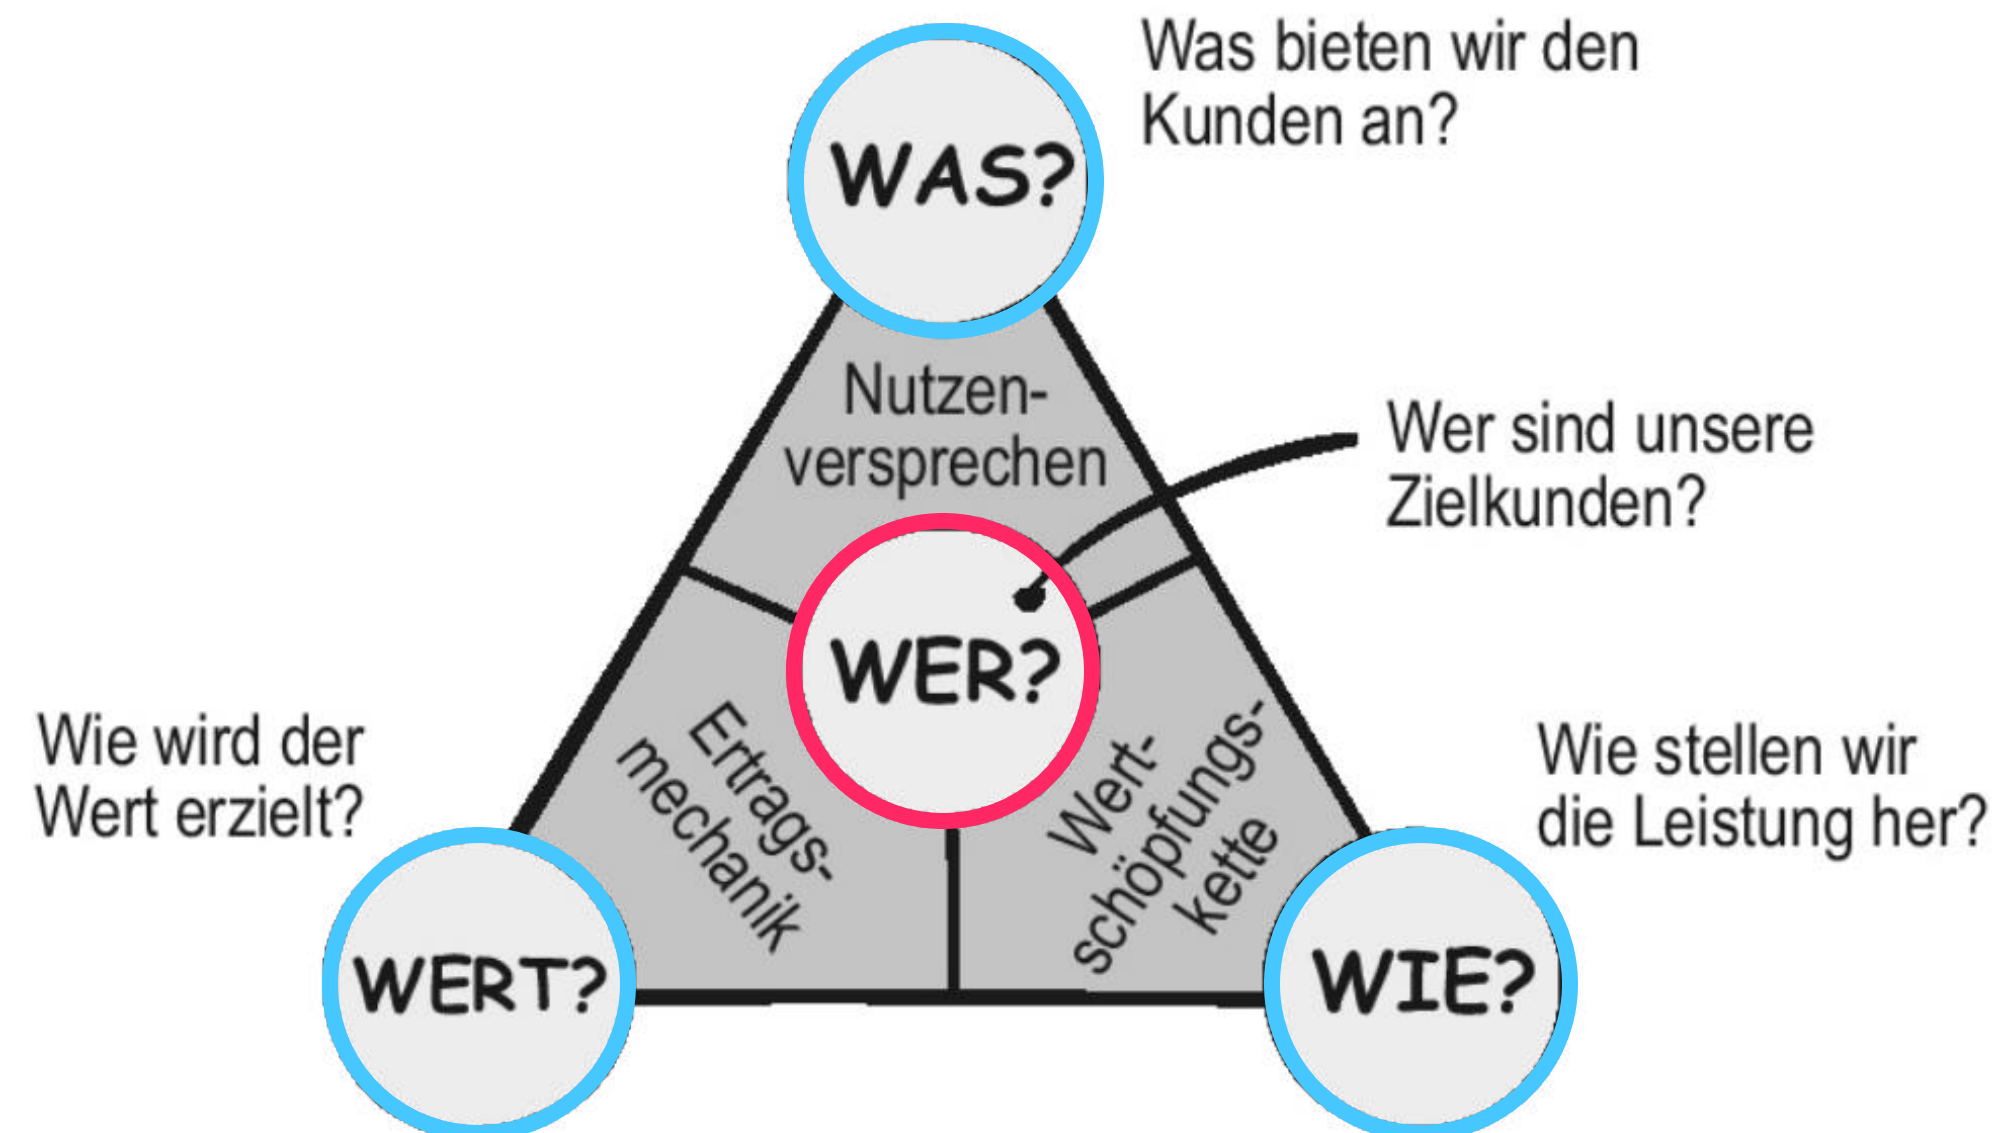 WAS?
Was bieten wir den
Kunden an?
Nutzen-
versprechen
Wer sind unsere
Zielkunden?
WER?
Wie wird der
Wert erzielt?
Ertrags-
mechanik
Wert-
schöpfungs-
kette
Wie stellen wir
die Leistung her?
WERT?
WIE?